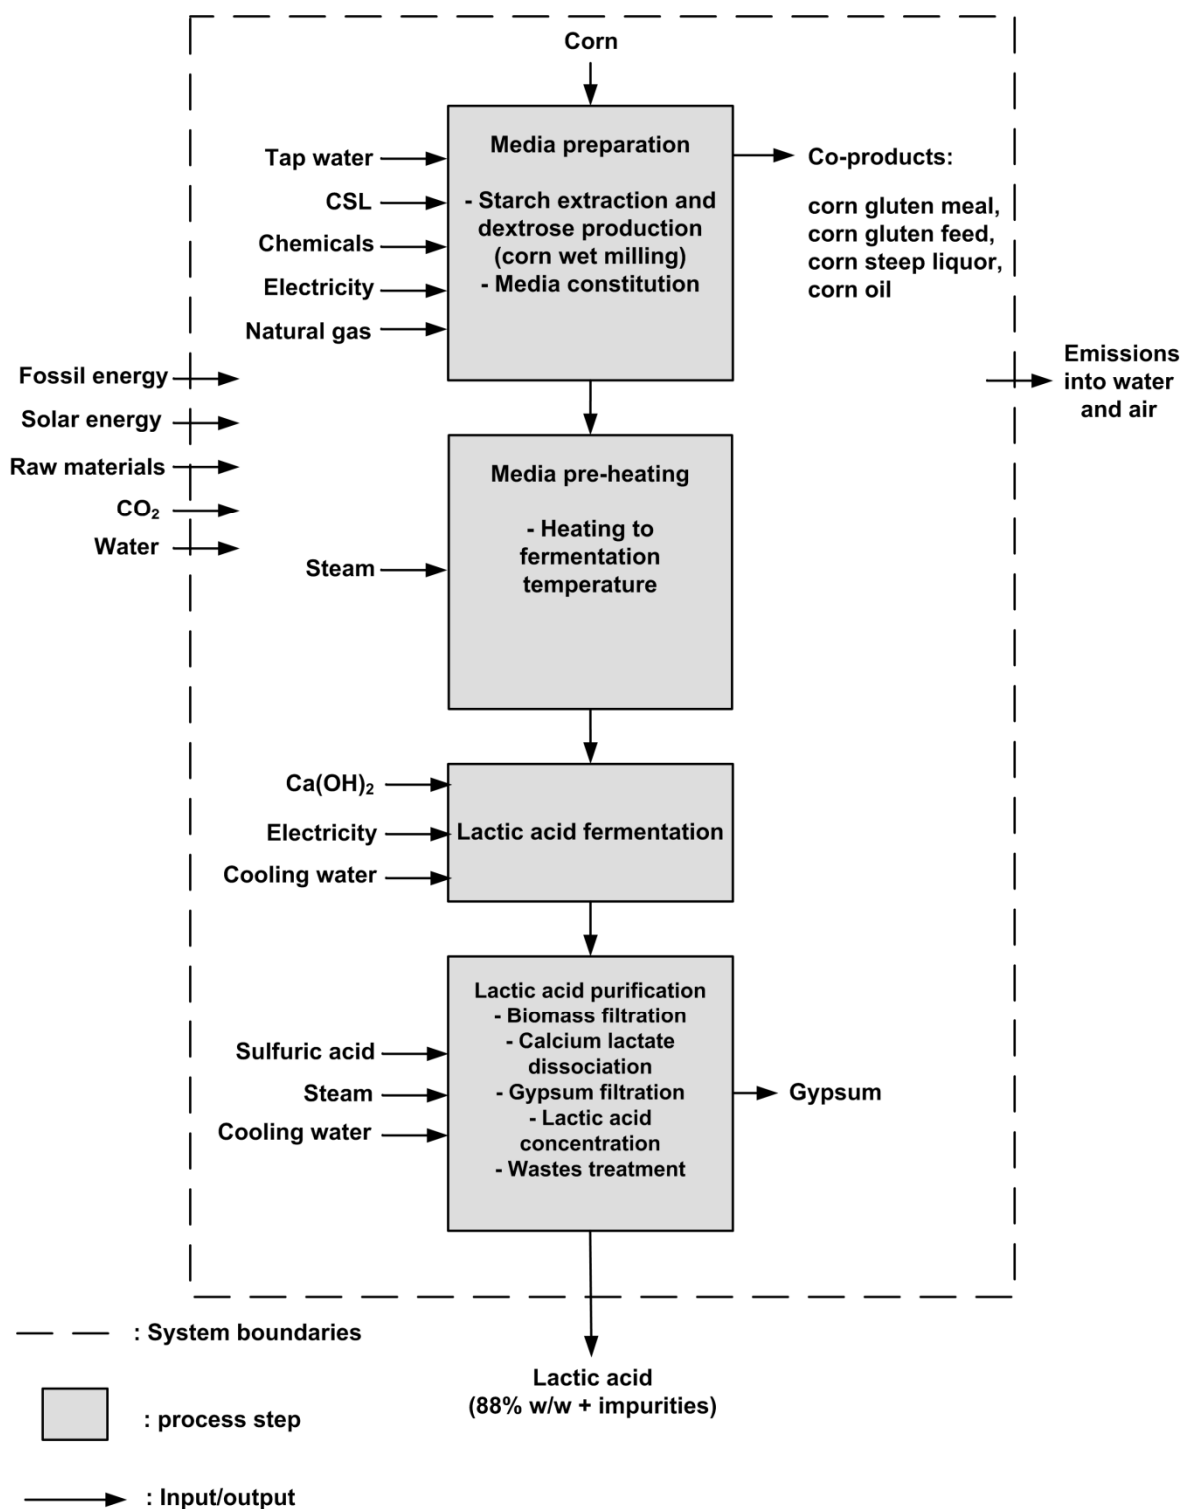 Corn
Media preparation
- Starch extraction and
dextrose production
(corn wet milling)
- Media constitution
Tap water
CSL
Chemicals
Electricity
Natural gas
Co-products:
corn gluten meal,
corn gluten feed,
corn steep liquor,
corn oil
Fossil energy
Solar energy
Raw materials
CO₂
Water
Emissions
into water
and air
Media pre-heating
- Heating to
fermentation
temperature
Steam
Ca(OH)₂
Electricity
Cooling water
Lactic acid fermentation
Lactic acid purification
- Biomass filtration
- Calcium lactate
dissociation
- Gypsum filtration
- Lactic acid
concentration
- Wastes treatment
Sulfuric acid
Steam
Cooling water
Gypsum
: System boundaries
Lactic acid
(88% w/w + impurities)
: process step
: Input/output